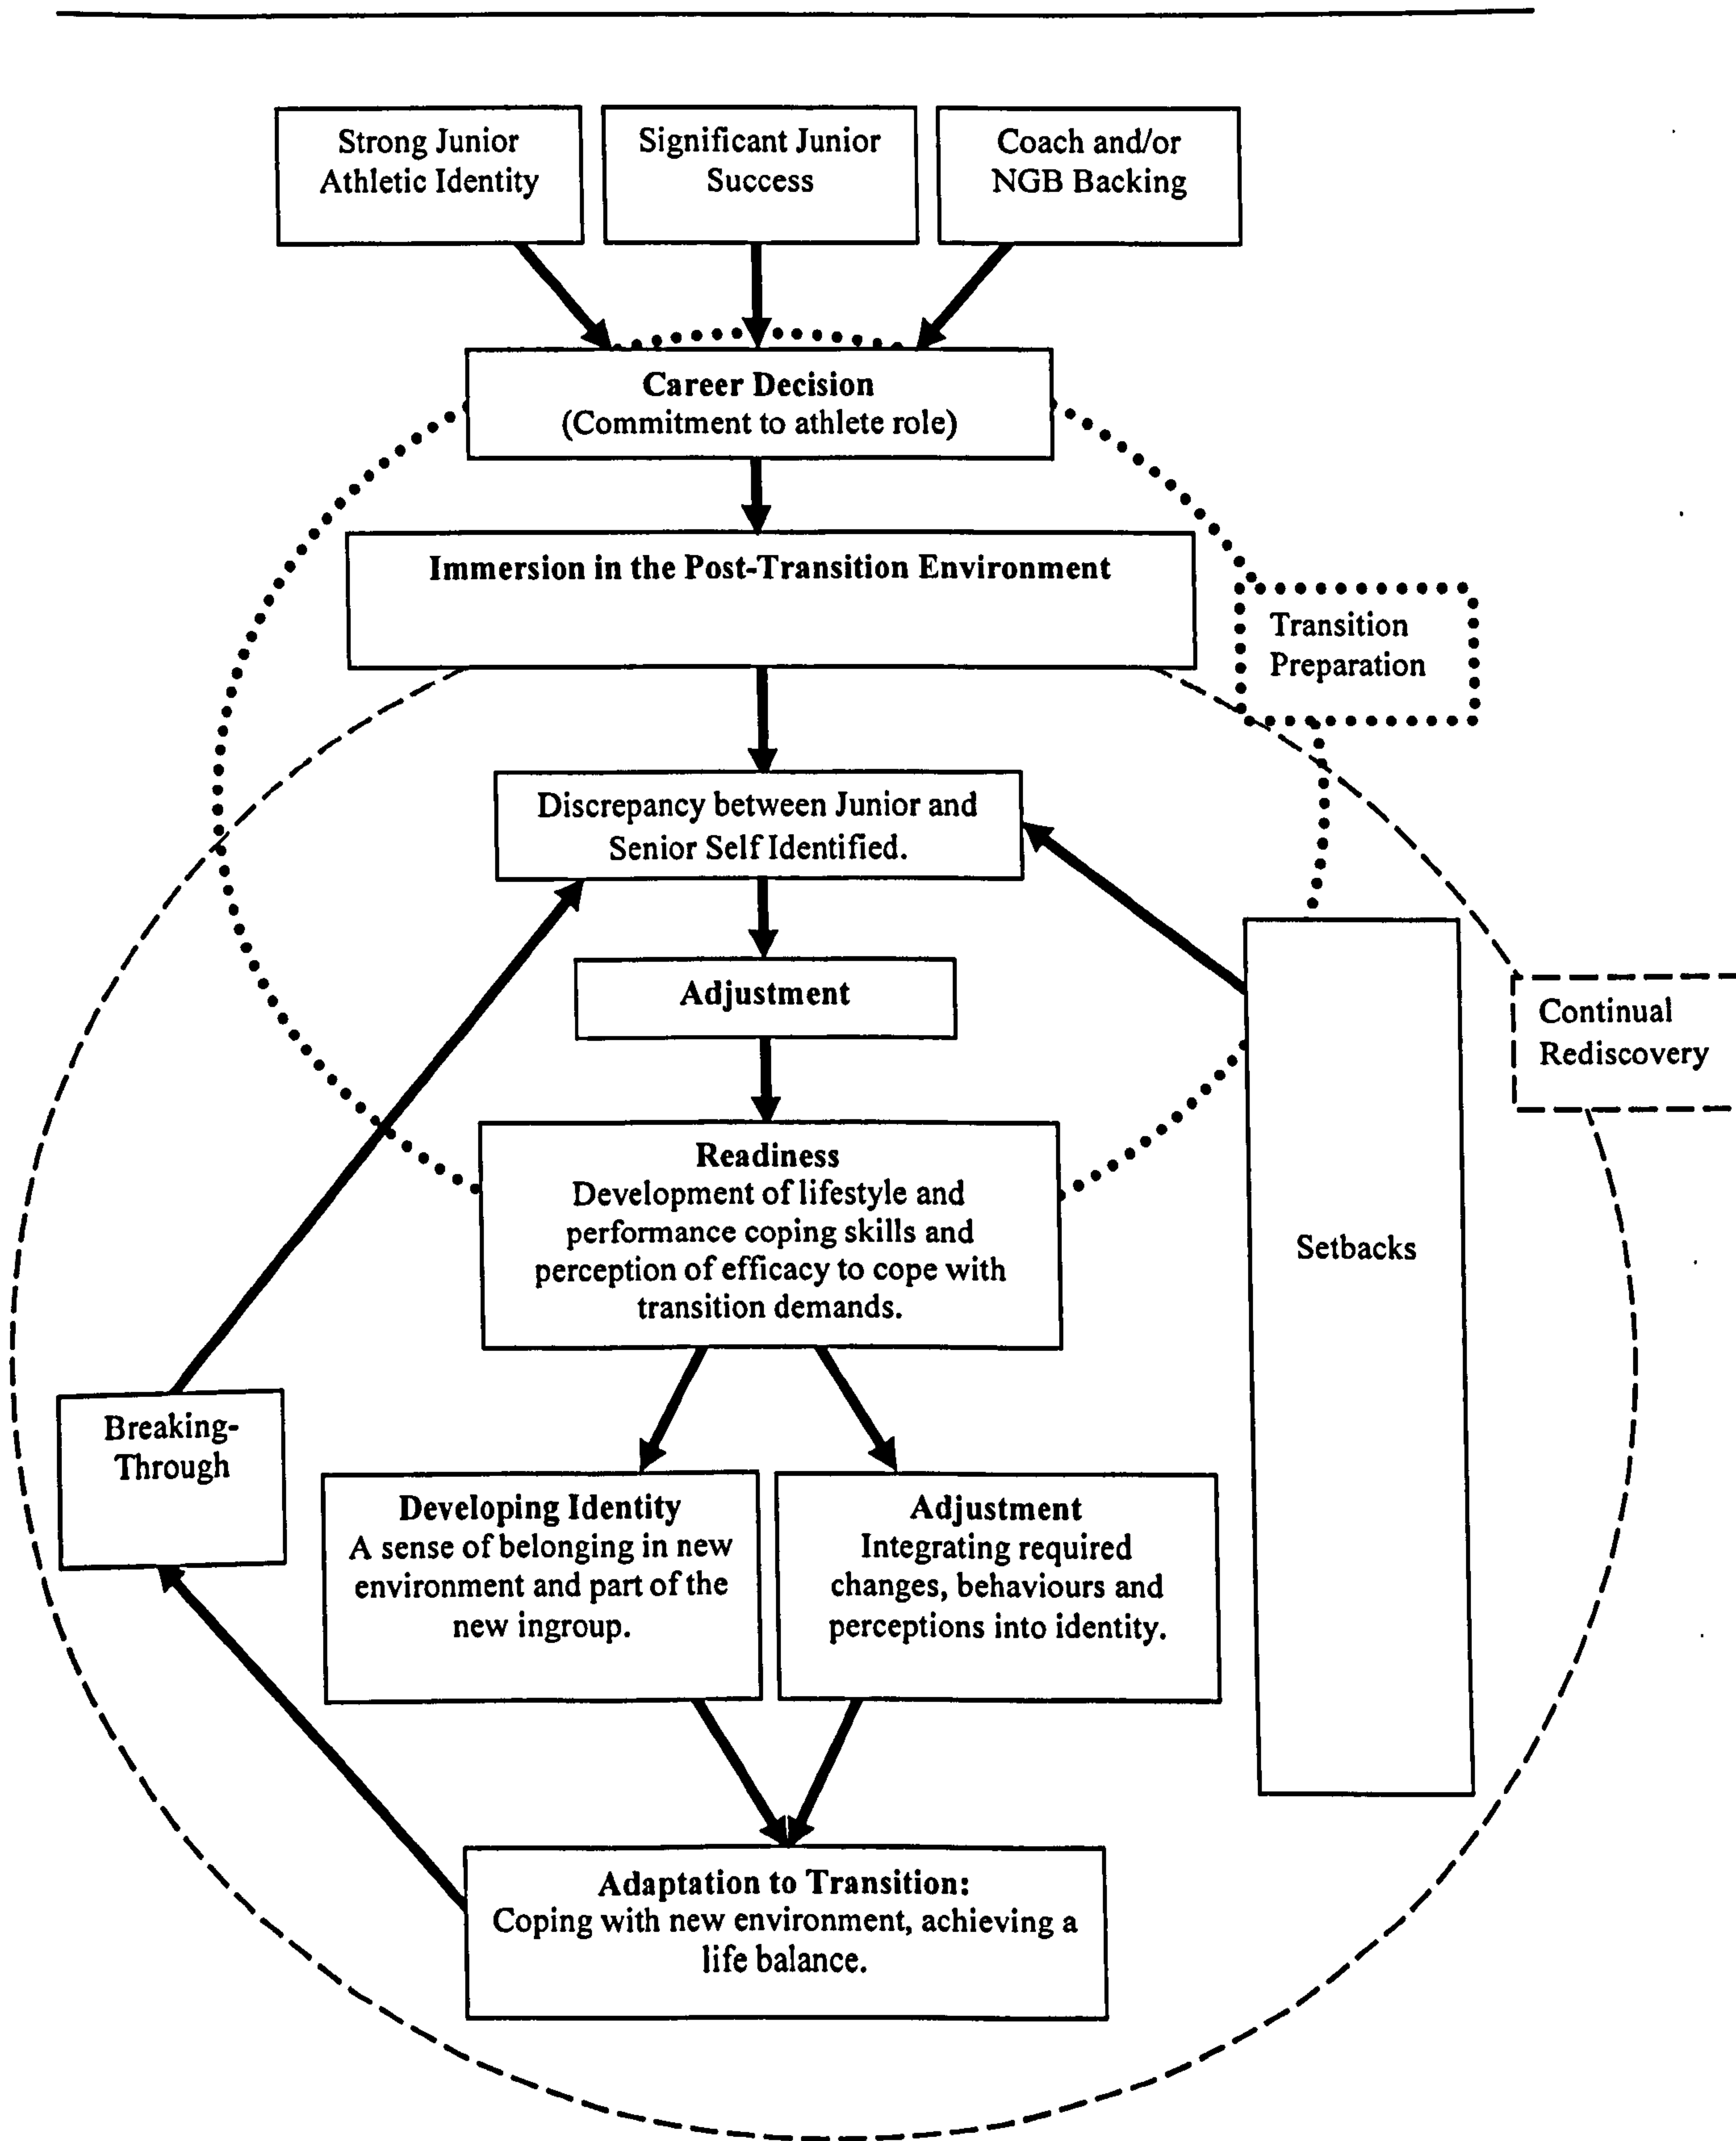 Strong Junior
Athletic Identity
Significant Junior
Success
Coach and/or
NGB Backing
Career Decision
(Commitment to athlete role)
Immersion in the Post-Transition Environment
Transition
Preparation
Discrepancy between Junior and
Senior Self Identified.
Adjustment
Continual
Rediscovery
Readiness
Development of lifestyle and
performance coping skills and
perception of efficacy to cope with
transition demands.
Setbacks
Breaking-
Through
Developing Identity
A sense of belonging in new
environment and part of the
new ingroup.
Adjustment
Integrating required
changes, behaviours and
perceptions into identity.
Adaptation to Transition:
Coping with new environment, achieving a
life balance.